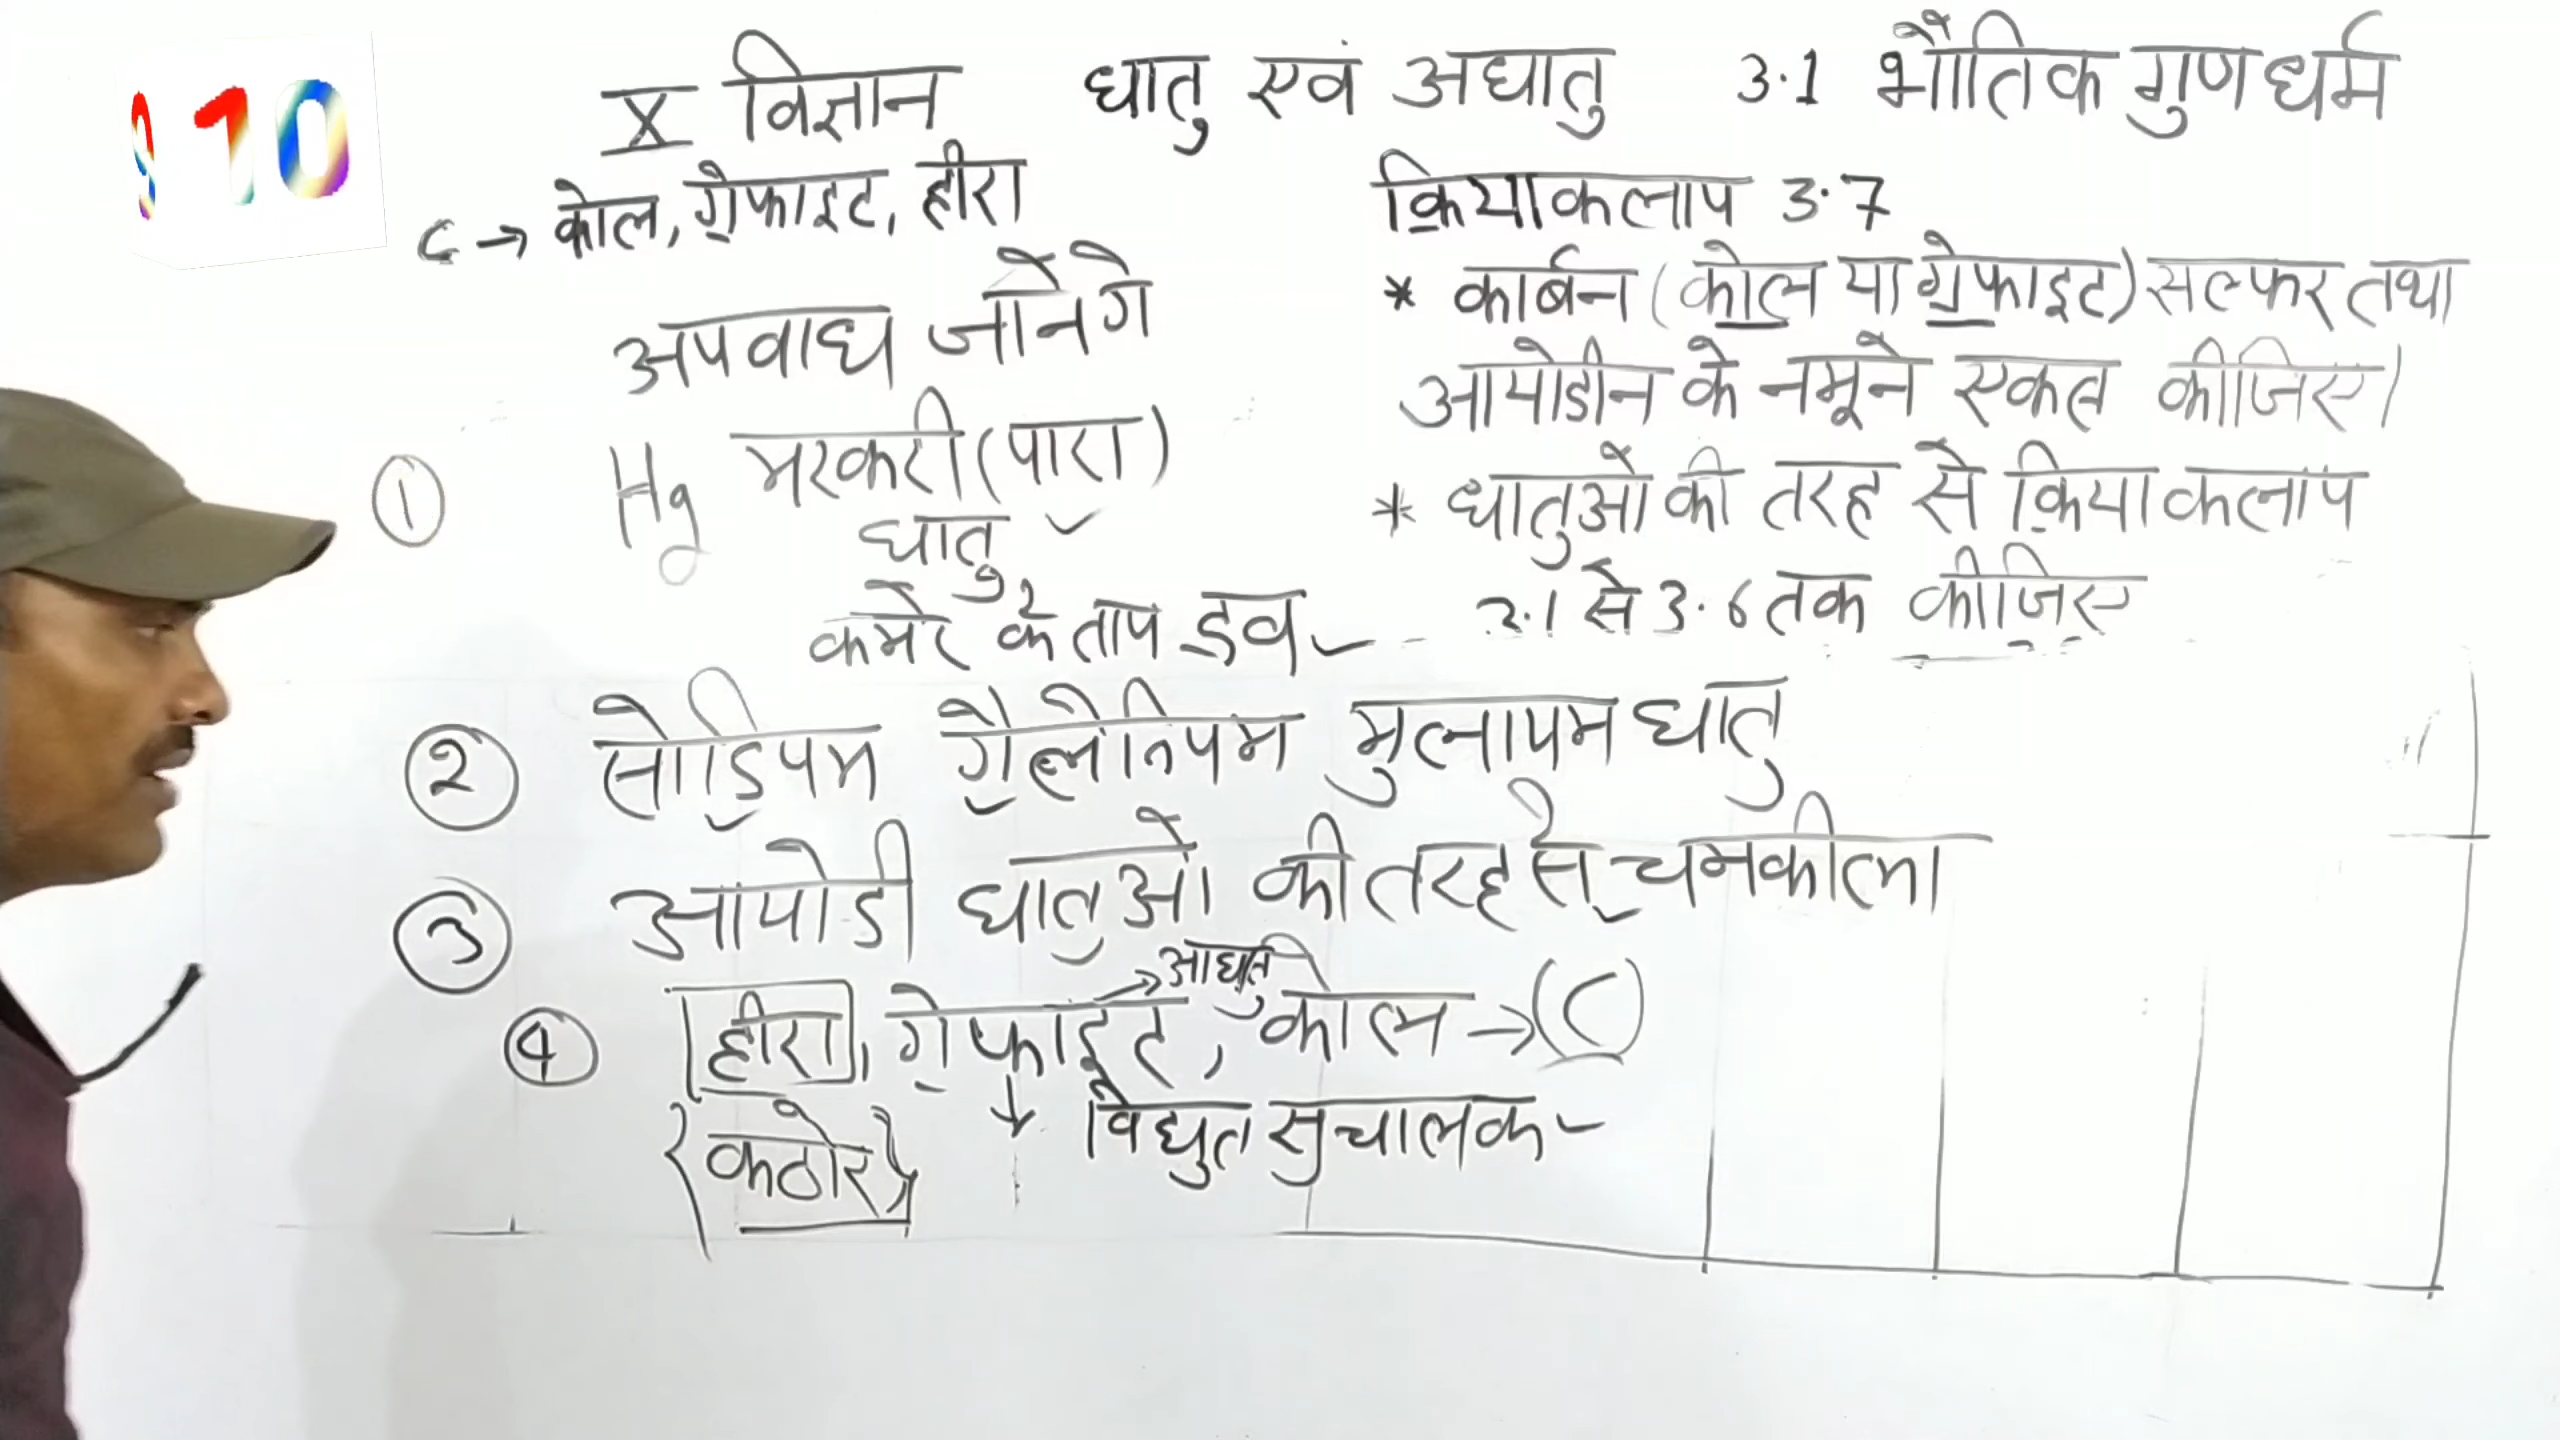 9 10
X विज्ञान धातु एवं अधातु 3.1 भौतिक गुणधर्म
C → कोल, ग्रेफाइट, हीरा
क्रियाकलाप 3.7
* कार्बन (कोल या ग्रेफाइट) सल्फर तथा
आयोडीन के नमूने एकत्र कीजिए।
* धातुओ की तरह से क्रियाकलाप
3.1 से 3.6 तक कीजिए
अपवाध जानेगे
① Hg मरकरी (पारा)
धातु
कमरे के ताप द्रव
② सोडियम गैलेनियम मुलायम धातु
③ आयोडी धातुओ की तरह से चमकीला
④ हीरा, ग्रेफाइट, कोल → (C)
→ आधातु
{कठोर} ↓ विद्युत सुचालक